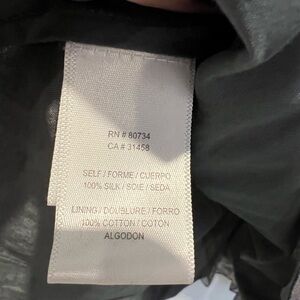 RN # 80734
CA # 31458
SELF / FORME / CUERPO
100% SILK / SOIE / SEDA
LINING / DOUBLURE / FORRO
100% COTTON / COTON
ALGODON